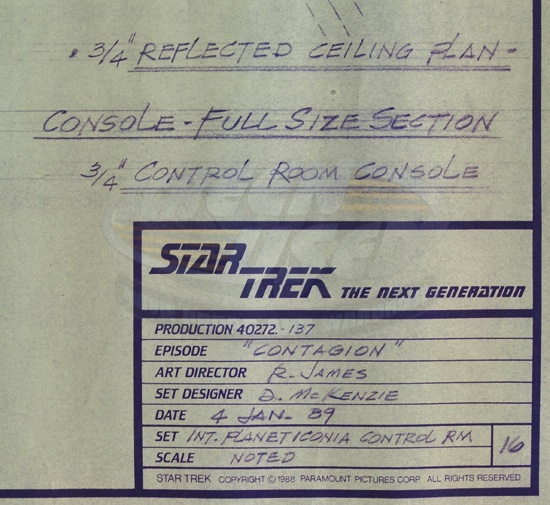 • 3/4" REFLECTED CEILING PLAN -
CONSOLE - FULL SIZE SECTION
3/4" CONTROL ROOM CONSOLE
STAR TREK THE NEXT GENERATION
PRODUCTION 40272.-137
EPISODE "CONTAGION"
ART DIRECTOR R. JAMES
SET DESIGNER D. McKENZIE
DATE 4 JAN- 89
SET INT. PLANET ICONIA CONTROL RM 16
SCALE NOTED
STAR TREK COPYRIGHT © 1988 PARAMOUNT PICTURES CORP ALL RIGHTS RESERVED